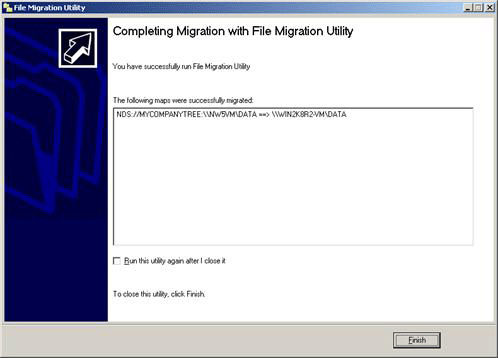 File Migration Utility
Completing Migration with File Migration Utility
You have successfully run File Migration Utility
The following maps were successfully migrated:
NDS://MYCOMPANYTREE:\\NW5VM\DATA ==> \\WIN2K8R2-VM\DATA
Run this utility again after I close it
To close this utility, click Finish.
Finish